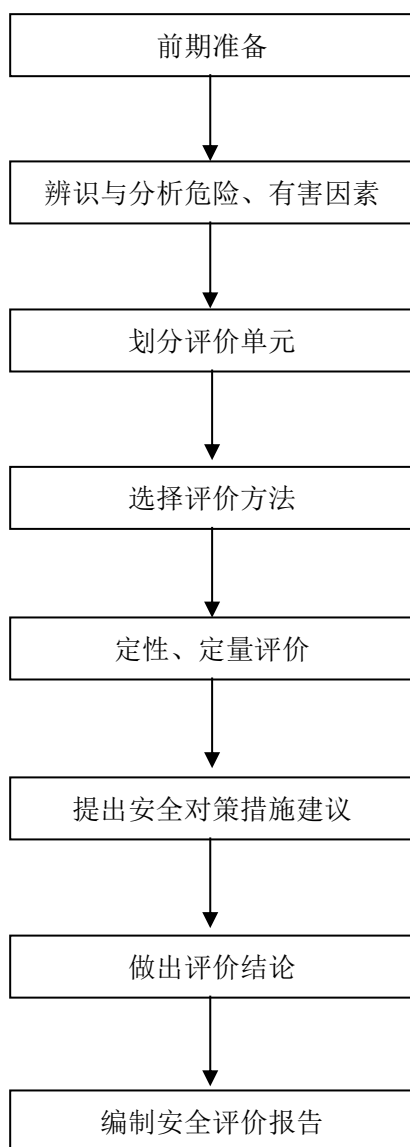 前期准备
辨识与分析危险、有害因素
划分评价单元
选择评价方法
定性、定量评价
提出安全对策措施建议
做出评价结论
编制安全评价报告